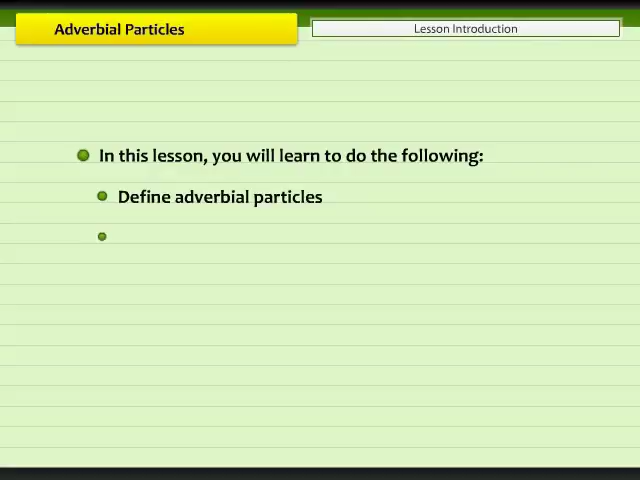 Adverbial Particles
Lesson Introduction
In this lesson, you will learn to do the following:
Define adverbial particles